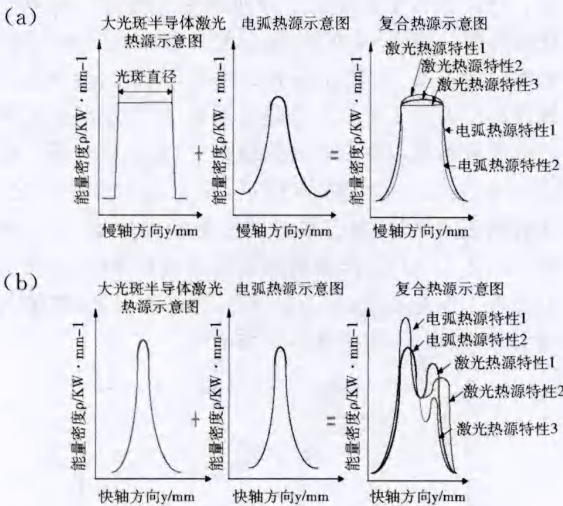 (a)
大光斑半导体激光
热源示意图
电弧热源示意图
复合热源示意图
光斑直径
激光热源特性1
激光热源特性2
激光热源特性3
电弧热源特性1
电弧热源特性2
能量密度ρ/KW·mm-1
+
能量密度ρ/KW·mm-1
=
能量密度ρ/KW·mm-1
慢轴方向y/mm
慢轴方向y/mm
慢轴方向y/mm
(b)
大光斑半导体激光
热源示意图
电弧热源示意图
复合热源示意图
电弧热源特性1
电弧热源特性2
激光热源特性1
激光热源特性2
激光热源特性3
能量密度ρ/KW·mm-1
+
能量密度ρ/KW·mm-1
=
能量密度ρ/KW·mm-1
快轴方向y/mm
快轴方向y/mm
快轴方向y/mm